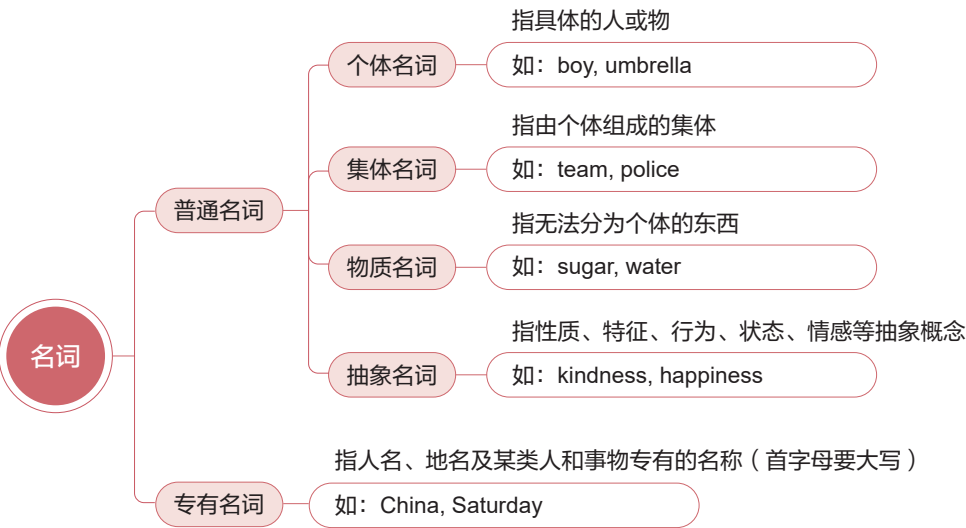 名词
普通名词
个体名词
指具体的人或物
如：boy, umbrella
集体名词
指由个体组成的集体
如：team, police
物质名词
指无法分为个体的东西
如：sugar, water
抽象名词
指性质、特征、行为、状态、情感等抽象概念
如：kindness, happiness
专有名词
指人名、地名及某类人和事物专有的名称（首字母要大写）
如：China, Saturday